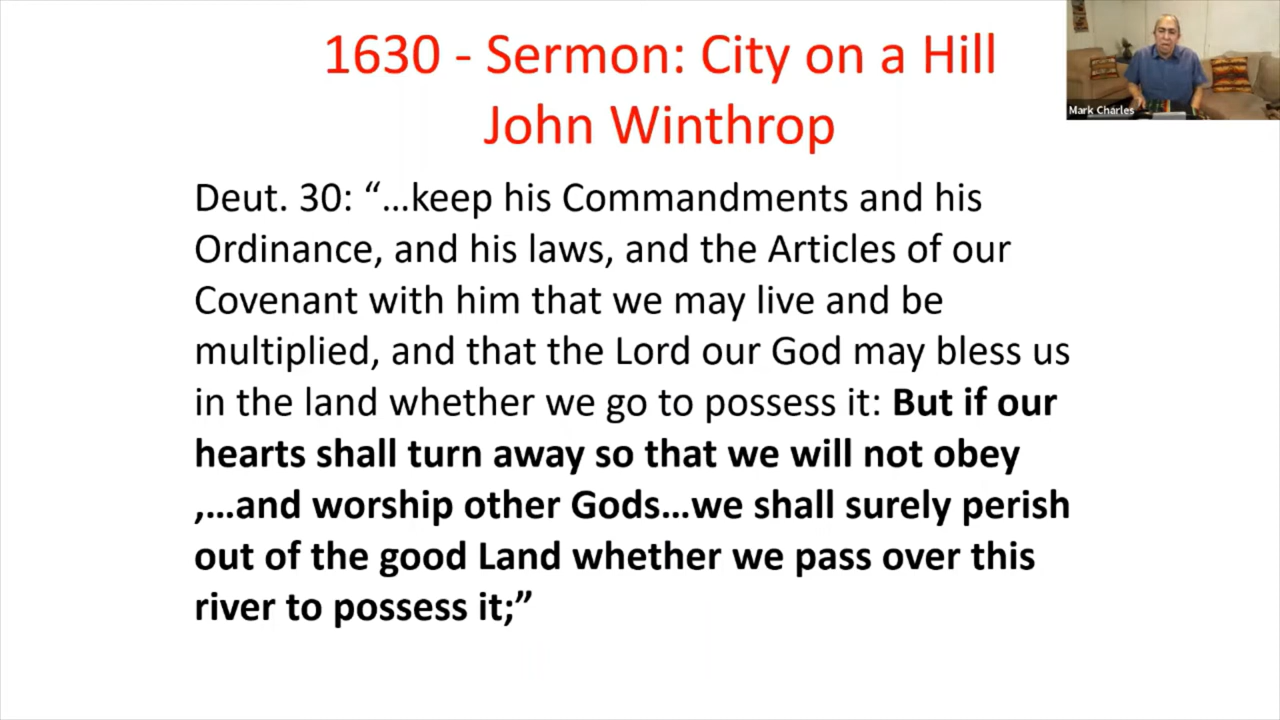 1630 - Sermon: City on a Hill
John Winthrop
Mark Charles
Deut. 30: “…keep his Commandments and his
Ordinance, and his laws, and the Articles of our
Covenant with him that we may live and be
multiplied, and that the Lord our God may bless us
in the land whether we go to possess it: But if our
hearts shall turn away so that we will not obey
,…and worship other Gods…we shall surely perish
out of the good Land whether we pass over this
river to possess it;”